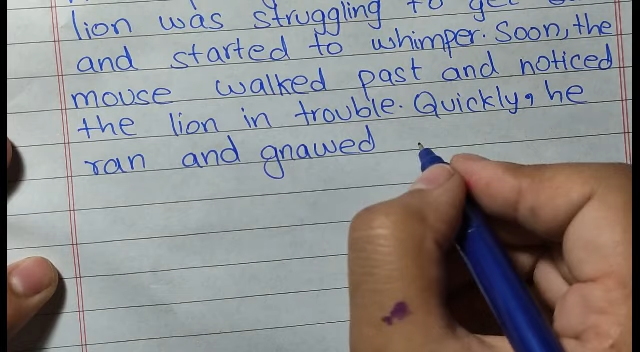 lion was struggling to get
and started to whimper. Soon, the
mouse walked past and noticed
the lion in trouble. Quickly, he
ran and gnawed